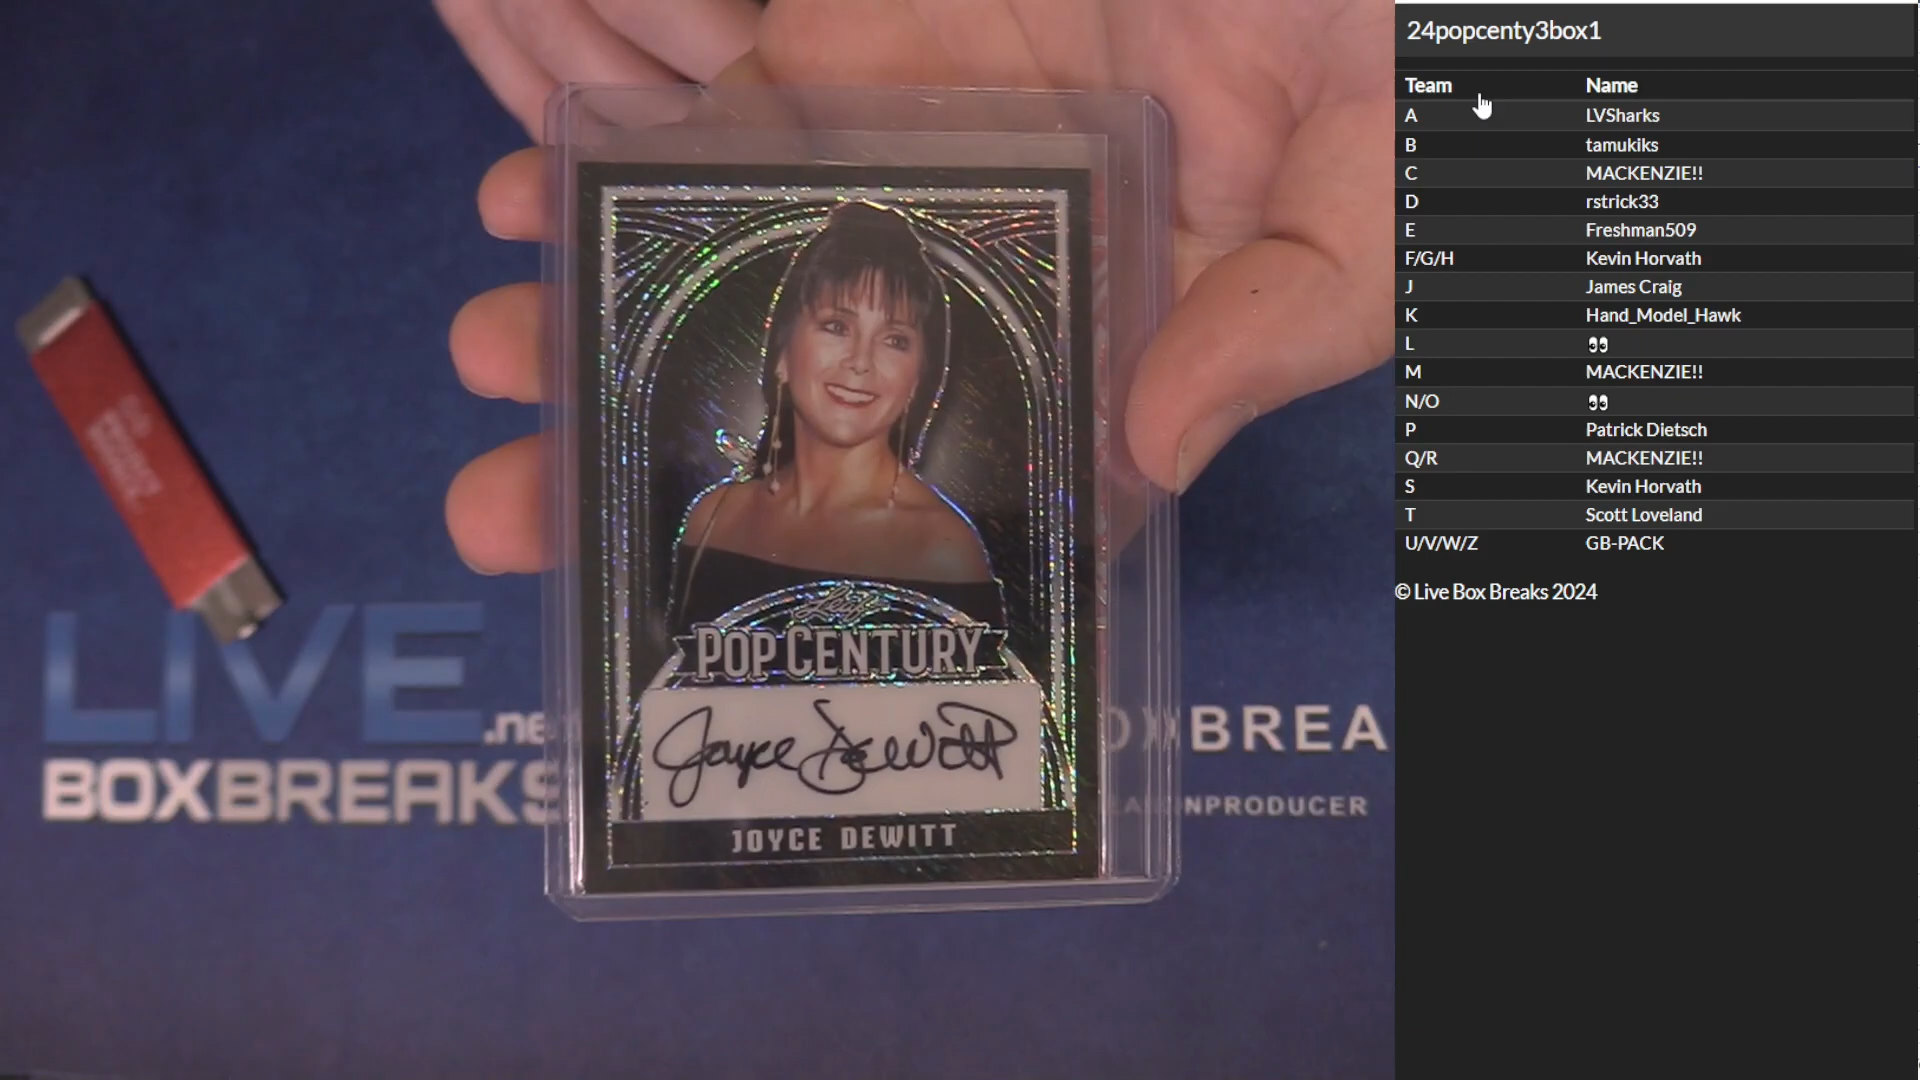 LIVE
.ne
BOXBREAKS
BREA
NPRODUCER
Leaf
POP CENTURY
Joyce DeWitt
JOYCE DEWITT
24popcenty3box1
Team Name
A LVSharks
B tamukiks
C MACKENZIE!!
D rstrick33
E Freshman509
F/G/H Kevin Horvath
J James Craig
K Hand_Model_Hawk
L 👀
M MACKENZIE!!
N/O 👀
P Patrick Dietsch
Q/R MACKENZIE!!
S Kevin Horvath
T Scott Loveland
U/V/W/Z GB-PACK
© Live Box Breaks 2024